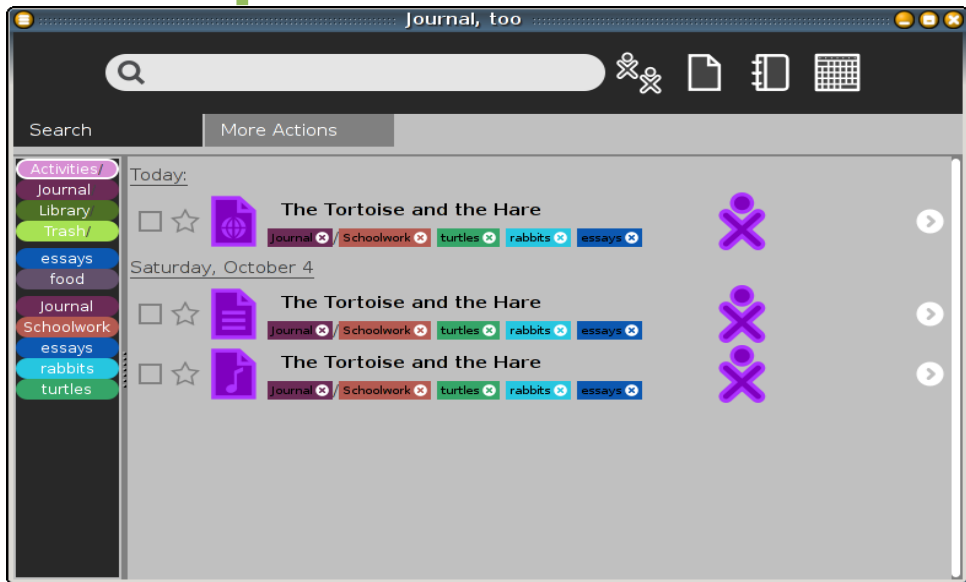 Journal, too
Search
More Actions
Activities/
Journal
Library/
Trash/
essays
food
Journal
Schoolwork
essays
rabbits
turtles
Today:
The Tortoise and the Hare
Journal / Schoolwork turtles rabbits essays
Saturday, October 4
The Tortoise and the Hare
Journal / Schoolwork turtles rabbits essays
The Tortoise and the Hare
Journal / Schoolwork turtles rabbits essays